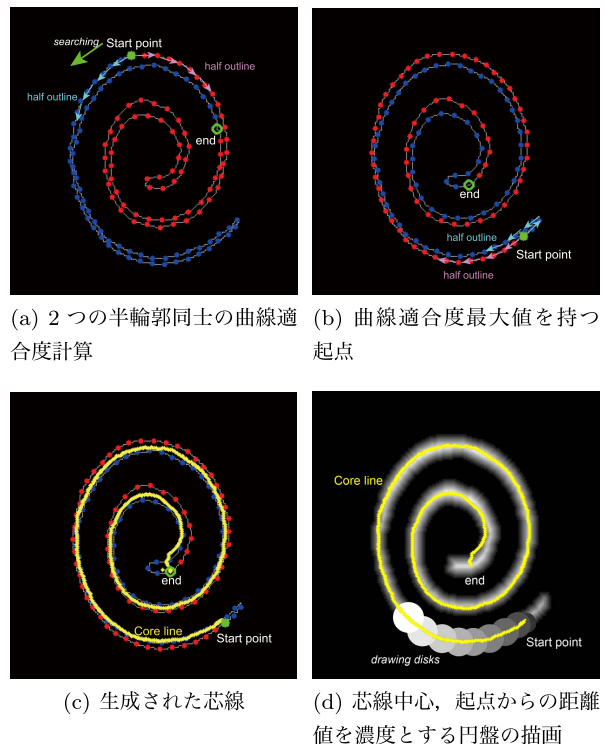 searching
Start point
half outline
half outline
end
end
half outline
Start point
half outline
(a) 2 つの半輪郭同士の曲線適
合度計算
(b) 曲線適合度最大値を持つ
起点
end
Core line
Start point
Core line
end
Start point
drawing disks
(c) 生成された芯線
(d) 芯線中心，起点からの距離
値を濃度とする円盤の描画